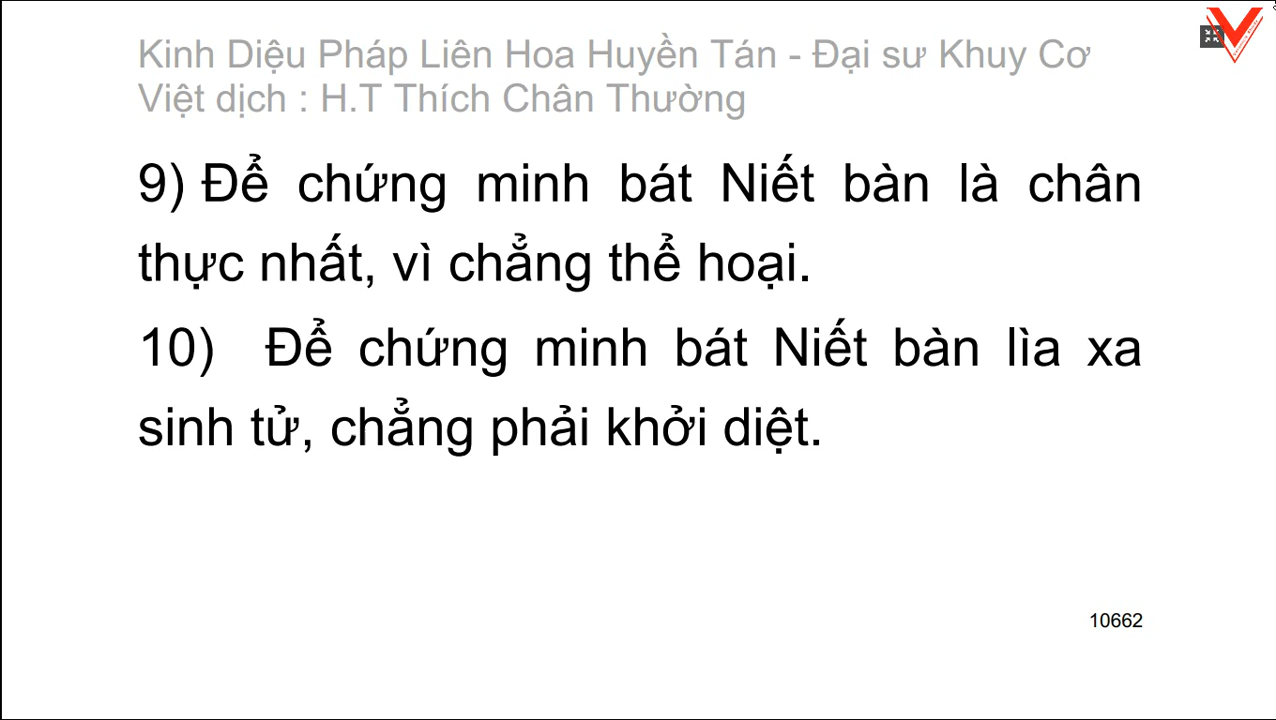 Kinh Diệu Pháp Liên Hoa Huyền Tán - Đại sư Khuy Cơ
Việt dịch : H.T Thích Chân Thường
9) Để chứng minh bát Niết bàn là chân
thực nhất, vì chẳng thể hoại.
10) Để chứng minh bát Niết bàn lìa xa
sinh tử, chẳng phải khởi diệt.
10662